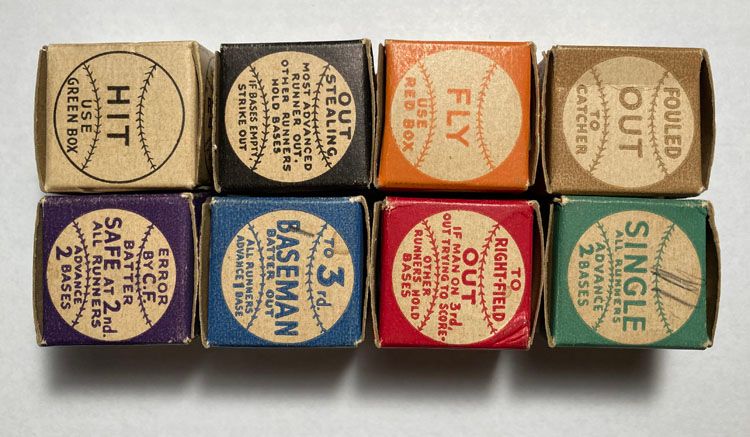 HIT
USE
GREEN BOX
OUT
STEALING
MOST ADVANCED
RUNNER OUT
OTHER RUNNERS
HOLD BASES
IF BASES EMPTY
STRIKE OUT
FLY
USE
RED BOX
FOULED
OUT
TO
CATCHER
ERROR
BY C.F.
BATTER
SAFE AT 2nd.
ALL RUNNERS
ADVANCE
2 BASES
TO 3rd
BASEMAN
BATTER OUT
ALL RUNNERS
ADVANCE 1 BASE
TO
RIGHT-FIELD
OUT
IF MAN ON 3rd.
OUT TRYING TO SCORE-
OTHER
RUNNERS HOLD
BASES
SINGLE
ALL RUNNERS
ADVANCE
2 BASES